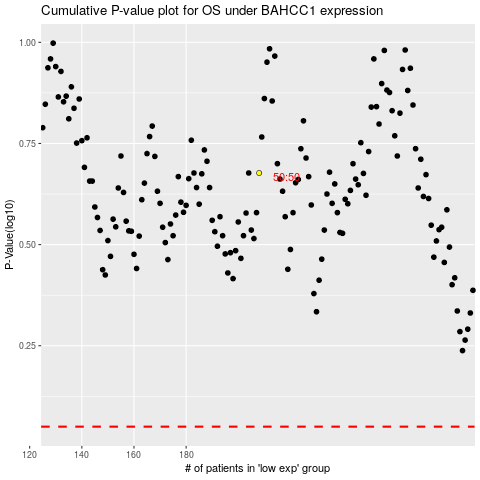 Cumulative P-value plot for OS under BAHCC1 expression
P-Value(log10)
1.00
0.75
0.50
0.25
50:50
120 140 160 180
# of patients in 'low exp' group